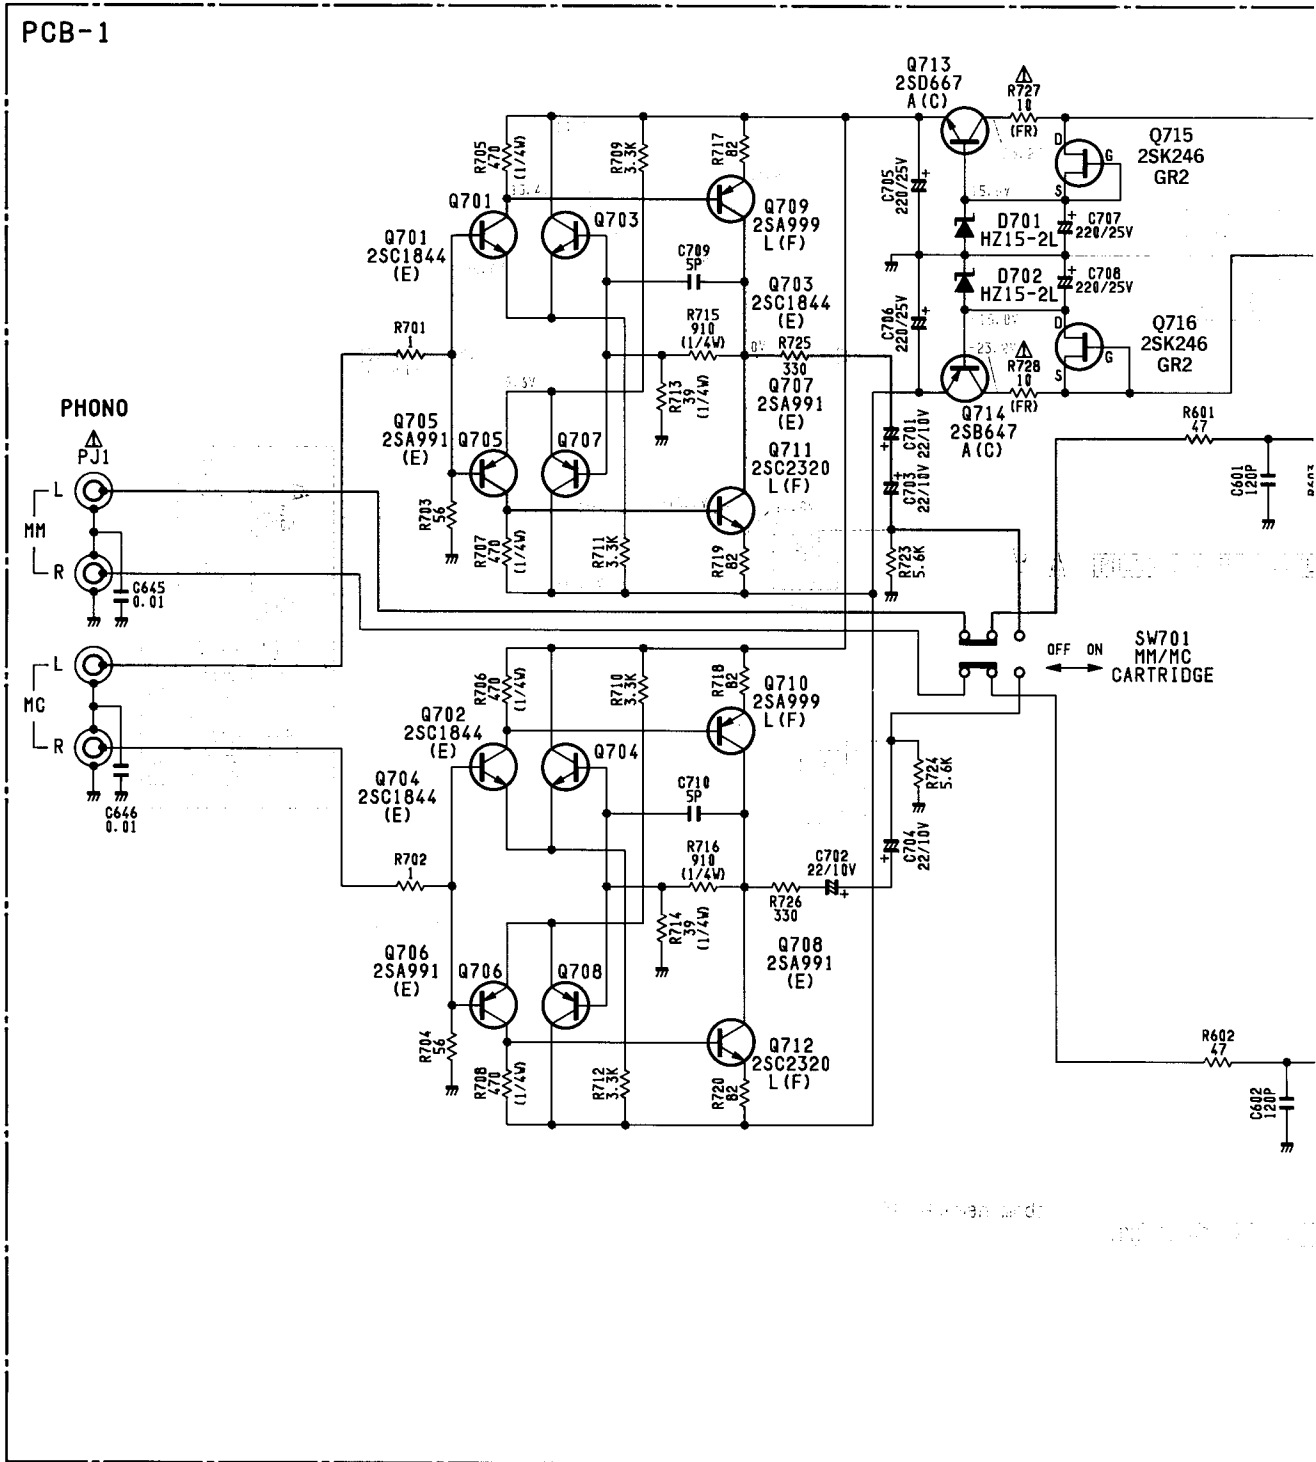 PCB-1
Q713
2SD667
A(C)
R727
10
(FR)
Q715
2SK246
GR2
D
G
S
R705
470
(1/4W)
R709
3.3K
R717
82
Q701
Q701
2SC1844
(E)
Q703
Q709
2SA999
L(F)
C705
220/25V
D701
HZ15-2L
C707
220/25V
C709
5P
Q703
2SC1844
(E)
D702
HZ15-2L
C708
220/25V
C706
220/25V
D
G
S
Q716
2SK246
GR2
R701
1
R715
910
(1/4W)
R725
330
0V
-23.
R728
10
(FR)
R713
39
(1/4W)
Q707
2SA991
(E)
Q714
2SB647
A(C)
PHONO
PJ1
Q705
2SA991
(E)
Q705
Q707
Q711
2SC2320
L(F)
C701
22/10V
C703
22/10V
R601
47
C601
120P
R603
L
MM
R
R703
56
R707
470
(1/4W)
R711
3.3K
R719
82
R723
5.6K
C645
0.01
OFF ON
SW701
MM/MC
CARTRIDGE
L
MC
R
R706
470
(1/4W)
R710
3.3K
R718
82
Q710
2SA999
L(F)
Q702
2SC1844
(E)
Q704
Q704
2SC1844
(E)
C710
5P
R724
5.6K
C646
0.01
R702
1
R716
910
(1/4W)
C702
22/10V
C704
22/10V
R726
330
R714
39
(1/4W)
Q708
2SA991
(E)
Q706
2SA991
(E)
Q706
Q708
R704
56
R708
470
(1/4W)
R712
3.3K
R720
82
Q712
2SC2320
L(F)
R602
47
C602
120P